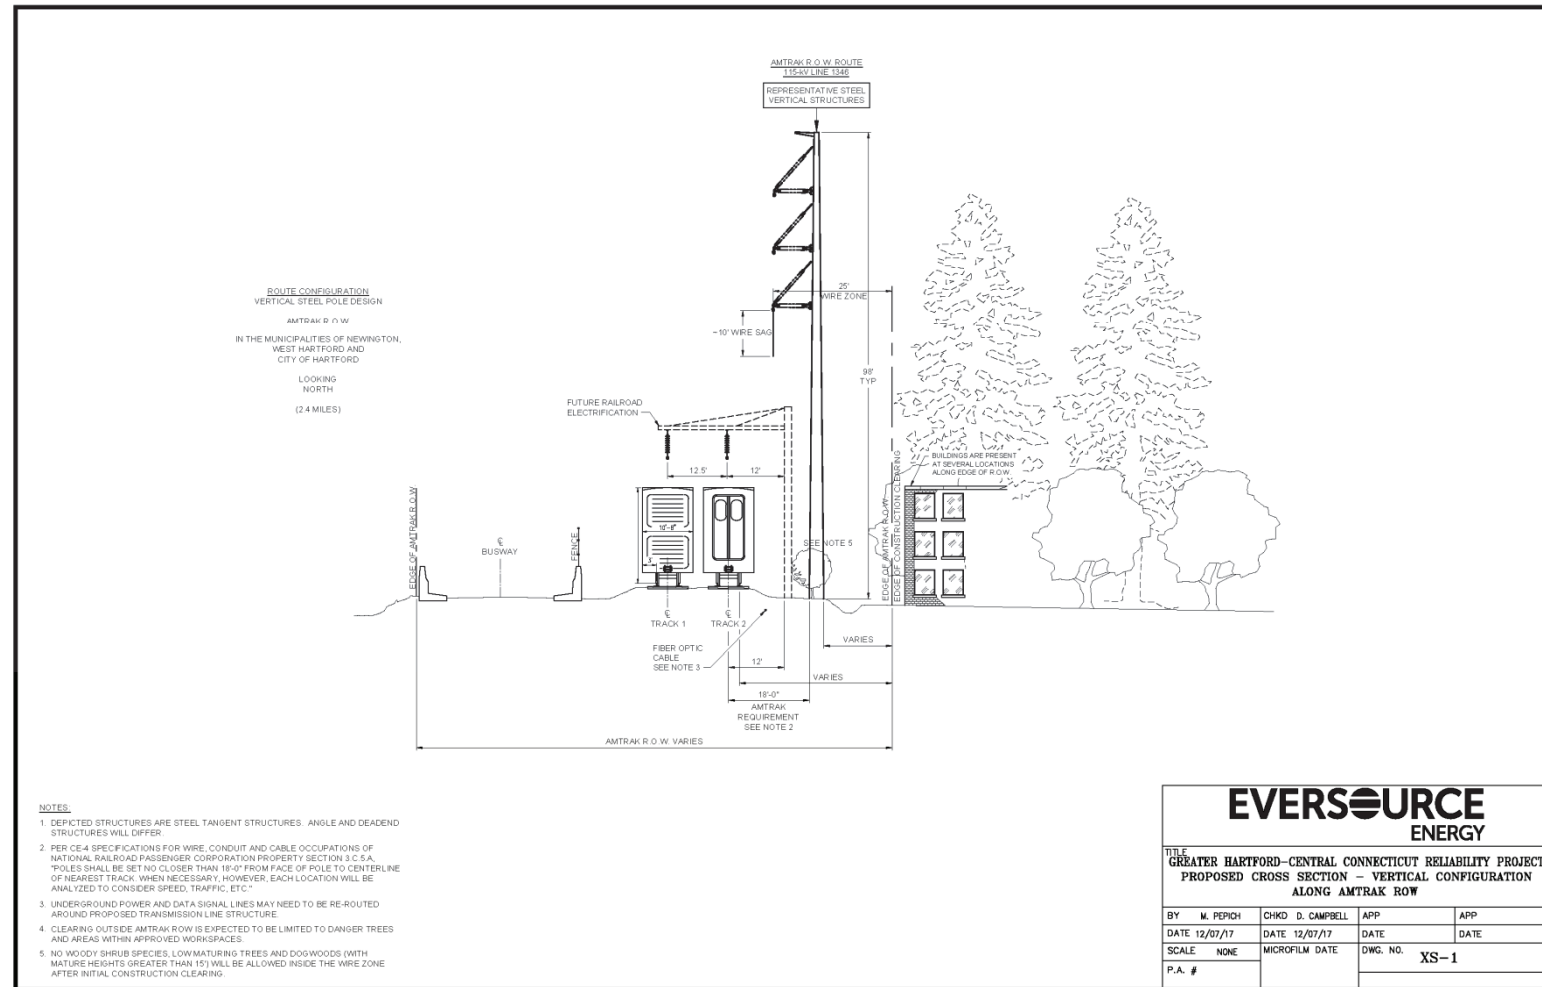 AMTRAK R.O.W. ROUTE
115-kV LINE 1346
REPRESENTATIVE STEEL
VERTICAL STRUCTURES
25'
WIRE ZONE
~10' WIRE SAG
98'
TYP
ROUTE CONFIGURATION
VERTICAL STEEL POLE DESIGN
AMTRAK R.O.W.
IN THE MUNICIPALITIES OF NEWINGTON,
WEST HARTFORD AND
CITY OF HARTFORD
LOOKING
NORTH
(2.4 MILES)
FUTURE RAILROAD
ELECTRIFICATION
12.5'
12'
BUILDINGS ARE PRESENT
AT SEVERAL LOCATIONS
ALONG EDGE OF R.O.W.
EDGE OF AMTRAK R.O.W
BUSWAY
FENCE
10'-8"
3'
SEE NOTE 5
EDGE OF AMTRAK R.O.W
EDGE OF CONSTRUCTION CLEARING
TRACK 1
TRACK 2
FIBER OPTIC
CABLE
SEE NOTE 3
VARIES
12'
VARIES
18'-0"
AMTRAK
REQUIREMENT
SEE NOTE 2
AMTRAK R.O.W. VARIES
NOTES:
1. DEPICTED STRUCTURES ARE STEEL TANGENT STRUCTURES. ANGLE AND DEADEND
STRUCTURES WILL DIFFER.
2. PER CE-4 SPECIFICATIONS FOR WIRE, CONDUIT AND CABLE OCCUPATIONS OF
NATIONAL RAILROAD PASSENGER CORPORATION PROPERTY SECTION 3.C.5.A,
"POLES SHALL BE SET NO CLOSER THAN 18'-0" FROM FACE OF POLE TO CENTERLINE
OF NEAREST TRACK. WHEN NECESSARY, HOWEVER, EACH LOCATION WILL BE
ANALYZED TO CONSIDER SPEED, TRAFFIC, ETC."
3. UNDERGROUND POWER AND DATA SIGNAL LINES MAY NEED TO BE RE-ROUTED
AROUND PROPOSED TRANSMISSION LINE STRUCTURE.
4. CLEARING OUTSIDE AMTRAK ROW IS EXPECTED TO BE LIMITED TO DANGER TREES
AND AREAS WITHIN APPROVED WORKSPACES.
5. NO WOODY SHRUB SPECIES, LOW MATURING TREES AND DOGWOODS (WITH
MATURE HEIGHTS GREATER THAN 15') WILL BE ALLOWED INSIDE THE WIRE ZONE
AFTER INITIAL CONSTRUCTION CLEARING.
EVERSOURCE
ENERGY
TITLE
GREATER HARTFORD-CENTRAL CONNECTICUT RELIABILITY PROJECT
PROPOSED CROSS SECTION - VERTICAL CONFIGURATION
ALONG AMTRAK ROW
BY M. PEPICH CHKD D. CAMPBELL APP APP
DATE 12/07/17 DATE 12/07/17 DATE DATE
SCALE NONE MICROFILM DATE DWG. NO. XS-1
P.A. #